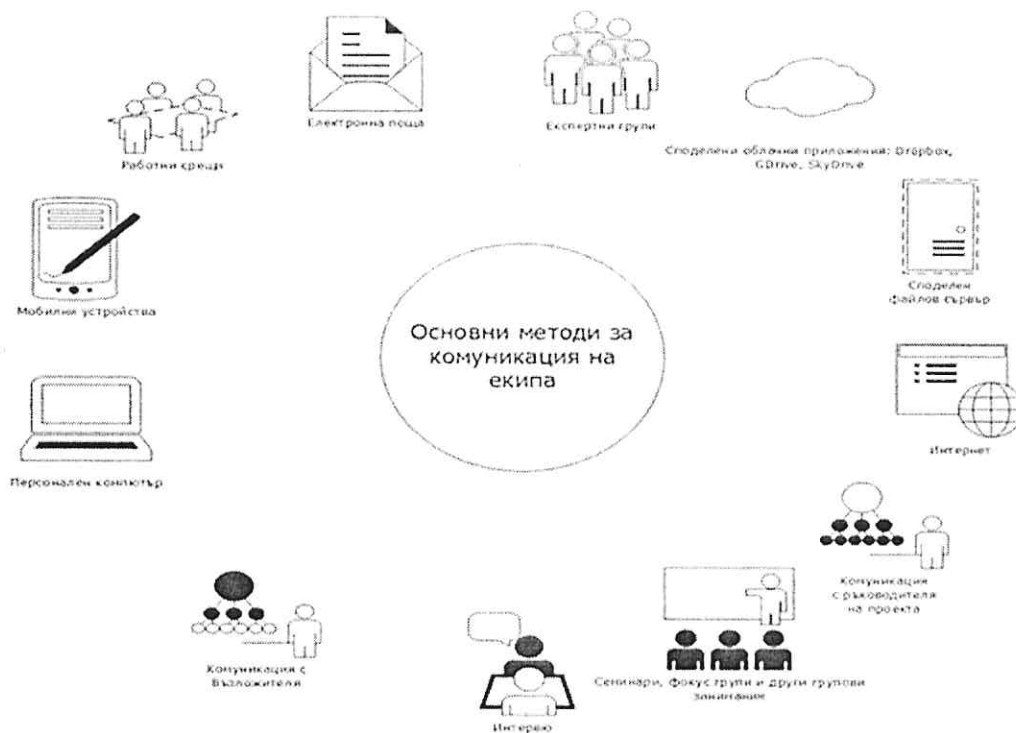 Електронна поща
Експертни групи
Работни срещи
Споделени облачни приложения: Dropbox,
GDrive, SkyDrive
Мобилни устройства
Споделен
файлов сървър
Основни методи за
комуникация на
екипа
Интернет
Персонален компютър
Комуникация
с ръководителя
на проекта
Комуникация с
Възложителя
Семинари, фокус групи и други групови
занимания
Интервю